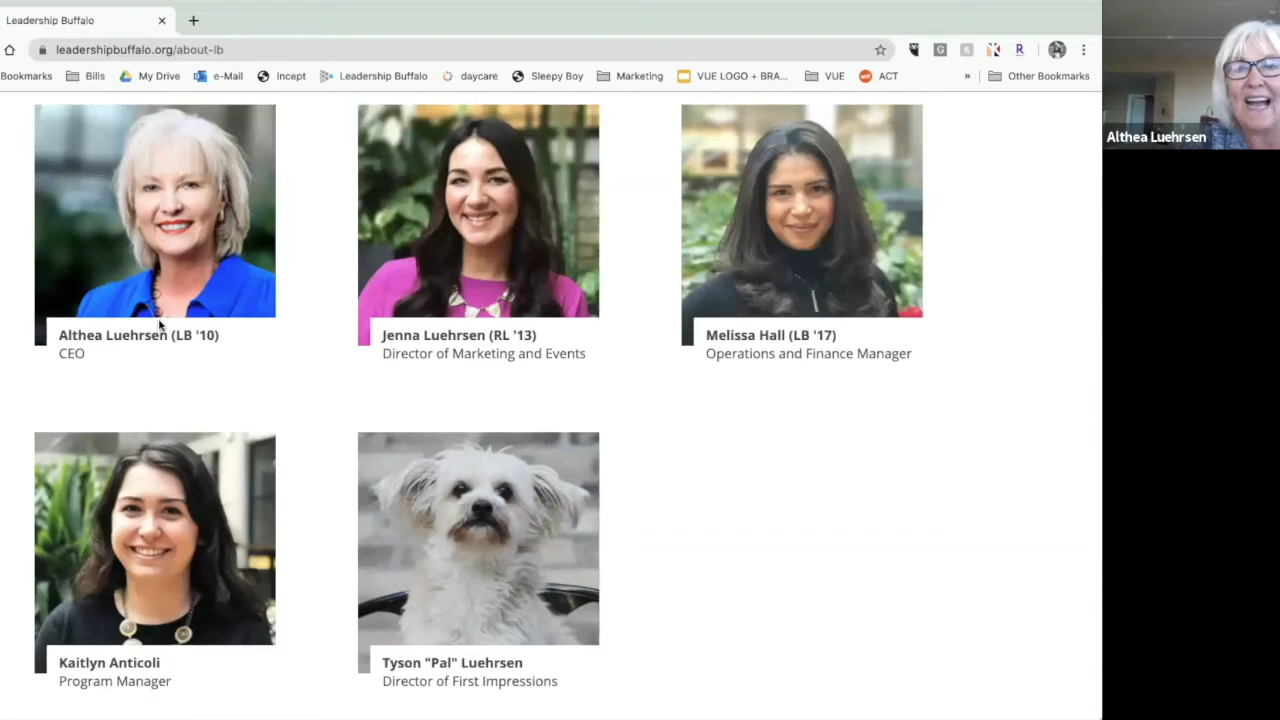 Leadership Buffalo
leadershipbuffalo.org/about-lb
Bookmarks Bills My Drive e-Mail Incept Leadership Buffalo daycare Sleepy Boy Marketing VUE LOGO + BRA... VUE ACT » Other Bookmarks
Althea Luehrsen
Althea Luehrsen (LB '10)
CEO
Jenna Luehrsen (RL '13)
Director of Marketing and Events
Melissa Hall (LB '17)
Operations and Finance Manager
Kaitlyn Anticoli
Program Manager
Tyson "Pal" Luehrsen
Director of First Impressions